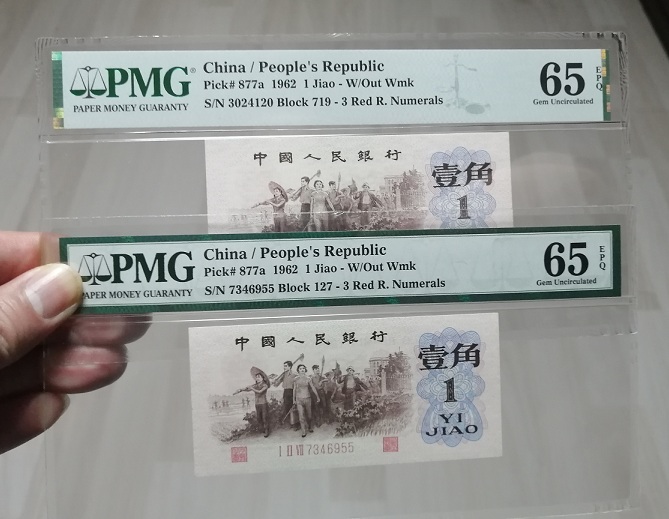 PMG®
PAPER MONEY GUARANTY
China / People's Republic
Pick# 877a 1962 1 Jiao - W/Out Wmk
S/N 3024120 Block 719 - 3 Red R. Numerals
65 EPQ
Gem Uncirculated
中國人民銀行
壹角
1
PMG
PAPER MONEY GUARANTY
China / People's Republic
Pick# 877a 1962 1 Jiao - W/Out Wmk
S/N 7346955 Block 127 - 3 Red R. Numerals
65 EPQ
Gem Uncirculated
中國人民銀行
壹角
1
YI
JIAO
I II VII 7346955